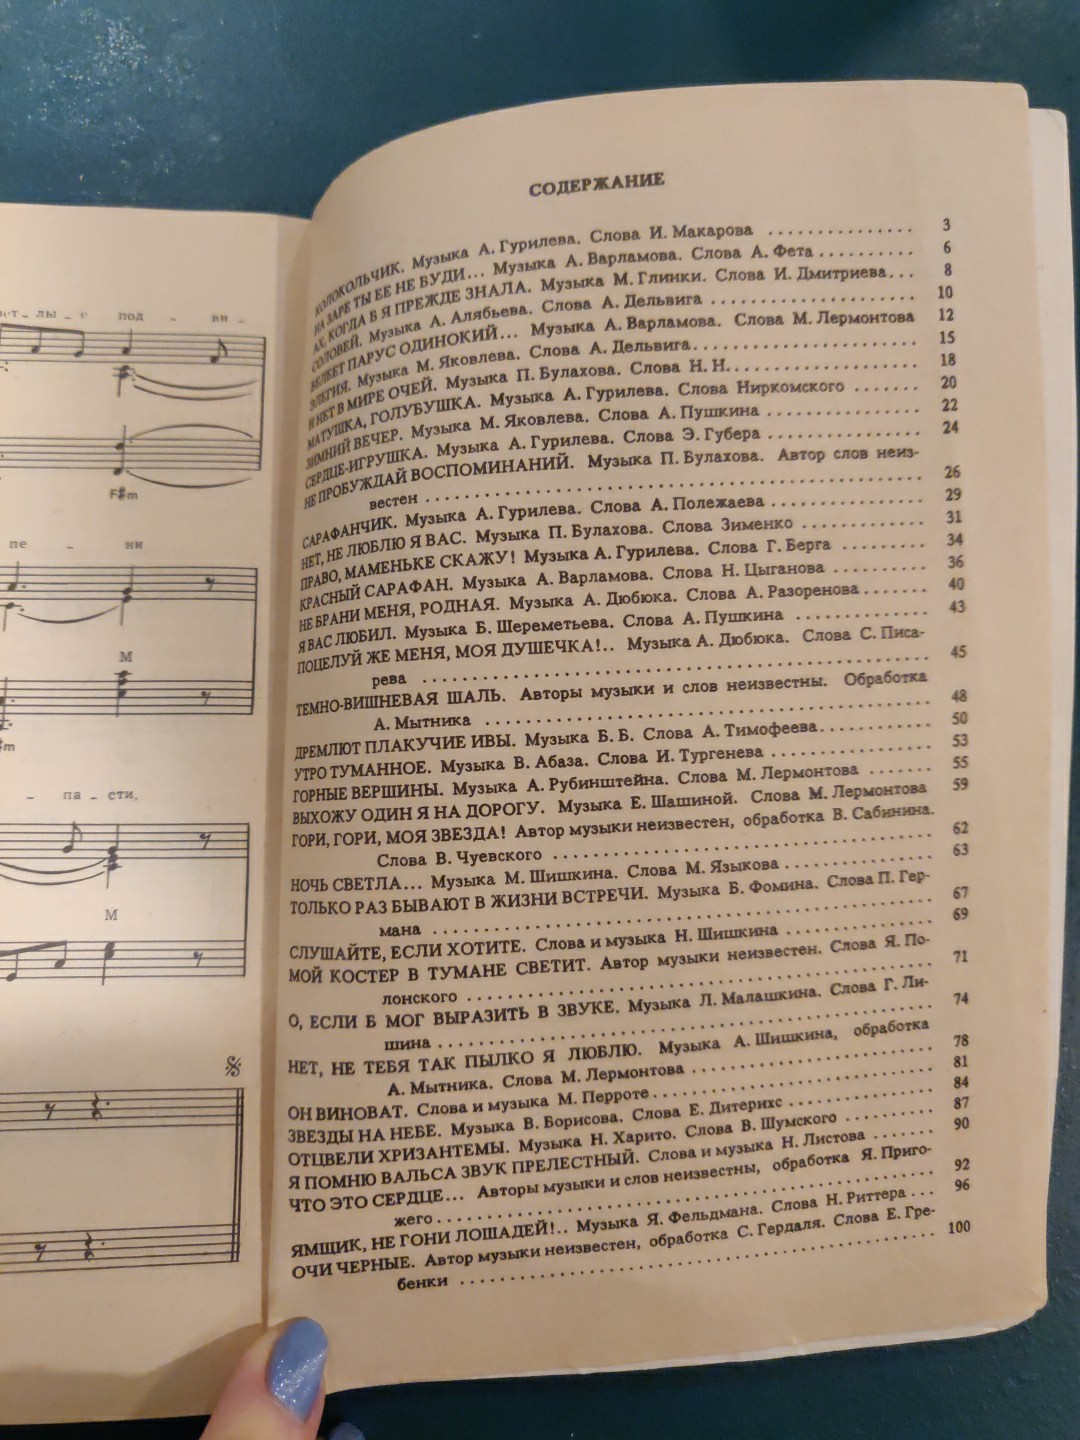 ет-лы-е под-ви-
F#m
пе-ни
М
#m
-па-сти,
М
СОДЕРЖАНИЕ
КОЛОКОЛЬЧИК. Музыка А. Гурилева. Слова И. Макарова ............... 3
НА ЗАРЕ ТЫ ЕЕ НЕ БУДИ... Музыка А. Варламова. Слова А. Фета .......... 6
АХ, КОГДА Б Я ПРЕЖДЕ ЗНАЛА. Музыка М. Глинки. Слова И. Дмитриева... 8
СОЛОВЕЙ. Музыка А. Алябьева. Слова А. Дельвига .................. 10
БЕЛЕЕТ ПАРУС ОДИНОКИЙ... Музыка А. Варламова. Слова М. Лермонтова 12
ЭЛЕГИЯ. Музыка М. Яковлева. Слова А. Дельвига.................... 15
И НЕТ В МИРЕ ОЧЕЙ. Музыка П. Булахова. Слова Н. Н.................. 18
МАТУШКА, ГОЛУБУШКА. Музыка А. Гурилева. Слова Ниркомского ....... 20
ЗИМНИЙ ВЕЧЕР. Музыка М. Яковлева. Слова А. Пушкина ............... 22
СЕРДЦЕ-ИГРУШКА. Музыка А. Гурилева. Слова Э. Губера ............... 24
НЕ ПРОБУЖДАЙ ВОСПОМИНАНИЙ. Музыка П. Булахова. Автор слов неиз-
вестен ........................................ 26
САРАФАНЧИК. Музыка А. Гурилева. Слова А. Полежаева ............... 29
НЕТ, НЕ ЛЮБЛЮ Я ВАС. Музыка П. Булахова. Слова Зименко ............ 31
ПРАВО, МАМЕНЬКЕ СКАЖУ! Музыка А. Гурилева. Слова Г. Берга ......... 34
КРАСНЫЙ САРАФАН. Музыка А. Варламова. Слова Н. Цыганова .......... 36
НЕ БРАНИ МЕНЯ, РОДНАЯ. Музыка А. Дюбюка. Слова А. Разоренова....... 40
Я ВАС ЛЮБИЛ. Музыка Б. Шереметьева. Слова А. Пушкина ............. 43
ПОЦЕЛУЙ ЖЕ МЕНЯ, МОЯ ДУШЕЧКА!.. Музыка А. Дюбюка. Слова С. Писа-
рева ........................................ 45
ТЕМНО-ВИШНЕВАЯ ШАЛЬ. Авторы музыки и слов неизвестны. Обработка
А. Мытника ................................... 48
ДРЕМЛЮТ ПЛАКУЧИЕ ИВЫ. Музыка Б. Б. Слова А. Тимофеева........... 50
УТРО ТУМАННОЕ. Музыка В. Абаза. Слова И. Тургенева ............... 53
ГОРНЫЕ ВЕРШИНЫ. Музыка А. Рубинштейна. Слова М. Лермонтова ....... 55
ВЫХОЖУ ОДИН Я НА ДОРОГУ. Музыка Е. Шашиной. Слова М. Лермонтова 59
ГОРИ, ГОРИ, МОЯ ЗВЕЗДА! Автор музыки неизвестен, обработка В. Сабинина.
Слова В. Чуевского .............................. 62
НОЧЬ СВЕТЛА... Музыка М. Шишкина. Слова М. Языкова .............. 63
ТОЛЬКО РАЗ БЫВАЮТ В ЖИЗНИ ВСТРЕЧИ. Музыка Б. Фомина. Слова П. Гер-
мана ........................................ 67
СЛУШАЙТЕ, ЕСЛИ ХОТИТЕ. Слова и музыка Н. Шишкина .............. 69
МОЙ КОСТЕР В ТУМАНЕ СВЕТИТ. Автор музыки неизвестен. Слова Я. По-
лонского ..................................... 71
О, ЕСЛИ Б МОГ ВЫРАЗИТЬ В ЗВУКЕ. Музыка Л. Малашкина. Слова Г. Ли-
шина ........................................ 74
НЕТ, НЕ ТЕБЯ ТАК ПЫЛКО Я ЛЮБЛЮ. Музыка А. Шишкина, обработка
А. Мытника. Слова М. Лермонтова ................... 78
ОН ВИНОВАТ. Слова и музыка М. Перроте....................... 81
ЗВЕЗДЫ НА НЕБЕ. Музыка В. Борисова. Слова Е. Дитерихс ............. 84
ОТЦВЕЛИ ХРИЗАНТЕМЫ. Музыка Н. Харито. Слова В. Шумского .......... 87
Я ПОМНЮ ВАЛЬСА ЗВУК ПРЕЛЕСТНЫЙ. Слова и музыка Н. Листова ....... 90
ЧТО ЭТО СЕРДЦЕ... Авторы музыки и слов неизвестны, обработка Я. Приго-
жего........................................ 92
ЯМЩИК, НЕ ГОНИ ЛОШАДЕЙ!.. Музыка Я. Фельдмана. Слова Н. Риттера ... 96
ОЧИ ЧЕРНЫЕ. Автор музыки неизвестен, обработка С. Гердаля. Слова Е. Гре-
бенки ....................................... 100